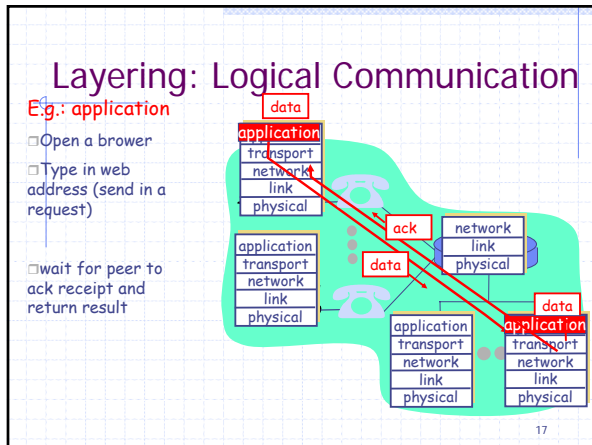 Layering: Logical Communication
E.g.: application
□Open a brower
□Type in web
address (send in a
request)
□wait for peer to
ack receipt and
return result
data
application
transport
network
link
physical
ack
data
application
transport
network
link
physical
network
link
physical
data
application
transport
network
link
physical
application
transport
network
link
physical
17